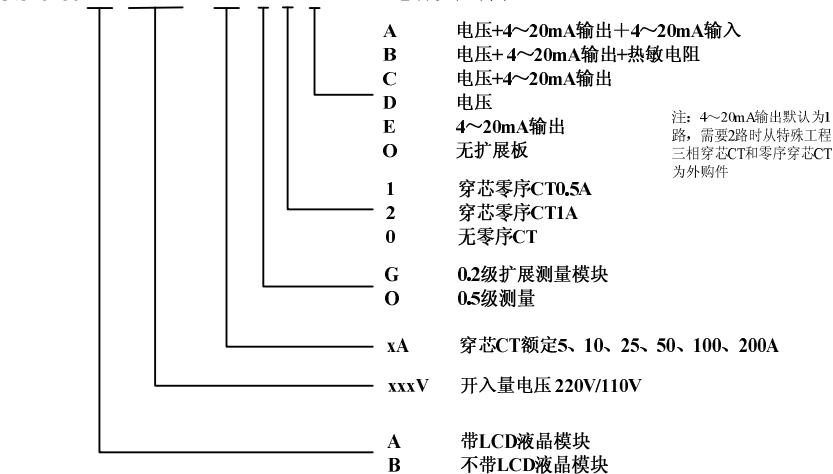 A 电压+4～20mA输出＋4～20mA输入
B 电压+ 4～20mA输出+热敏电阻
C 电压+4～20mA输出
D 电压
E 4～20mA输出
O 无扩展板
注：4～20mA输出默认为1
路，需要2路时从特殊工程
三相穿芯CT和零序穿芯CT
为外购件
1 穿芯零序CT0.5A
2 穿芯零序CT1A
0 无零序CT
G 0.2级扩展测量模块
O 0.5级测量
xA 穿芯CT额定5、10、25、50、100、200A
xxxV 开入量电压 220V/110V
A 带LCD液晶模块
B 不带LCD液晶模块